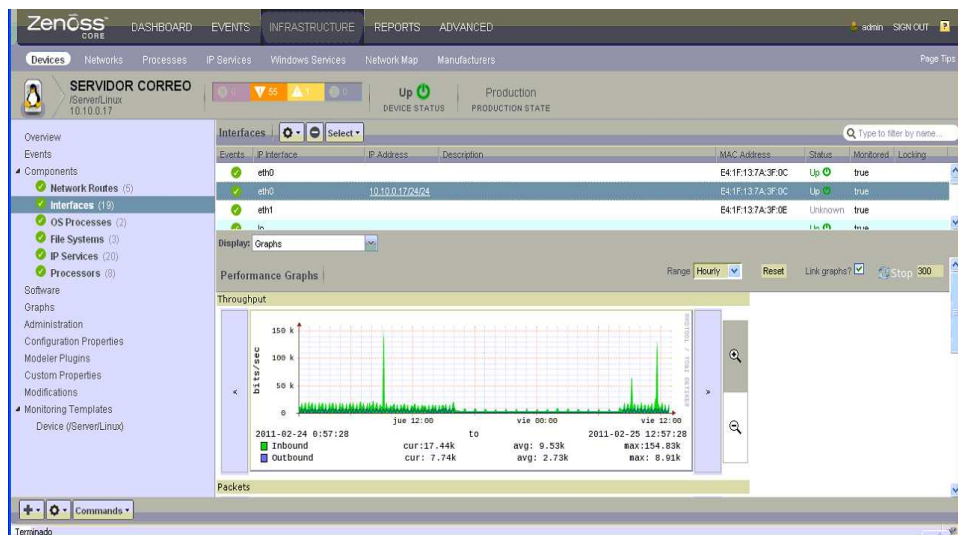 Zenoss CORE DASHBOARD EVENTS INFRASTRUCTURE REPORTS ADVANCED admin SIGN OUT ?
Devices Networks Processes IP Services Windows Services Network Map Manufacturers Page Tips
SERVIDOR CORREO
/Server/Linux
10.10.0.17
0 55 1 0
Up
DEVICE STATUS
Production
PRODUCTION STATE
Overview
Events
Components
Network Routes (5)
Interfaces (19)
OS Processes (2)
File Systems (3)
IP Services (20)
Processors (8)
Software
Graphs
Administration
Configuration Properties
Modeler Plugins
Custom Properties
Modifications
Monitoring Templates
Device (/Server/Linux)
Interfaces Select Type to filter by name...
Events IP Interface IP Address Description MAC Address Status Monitored Locking
eth0 E4:1F:13:7A:3F:0C Up true
eth0 10.10.0.17/24/24 E4:1F:13:7A:3F:0C Up true
eth1 E4:1F:13:7A:3F:0E Unknown true
lo Up true
Display: Graphs
Performance Graphs Range Hourly Reset Link graphs? Stop 300
Throughput
150 k
100 k
50 k
0
bits/sec
RRDTOOL / TOBI OETIKER
jue 12:00 vie 00:00 vie 12:00
2011-02-24 0:57:28 to 2011-02-25 12:57:28
Inbound cur:17.44k avg: 9.53k max:154.83k
Outbound cur: 7.74k avg: 2.73k max: 8.91k
« »
Packets
Commands
Terminado